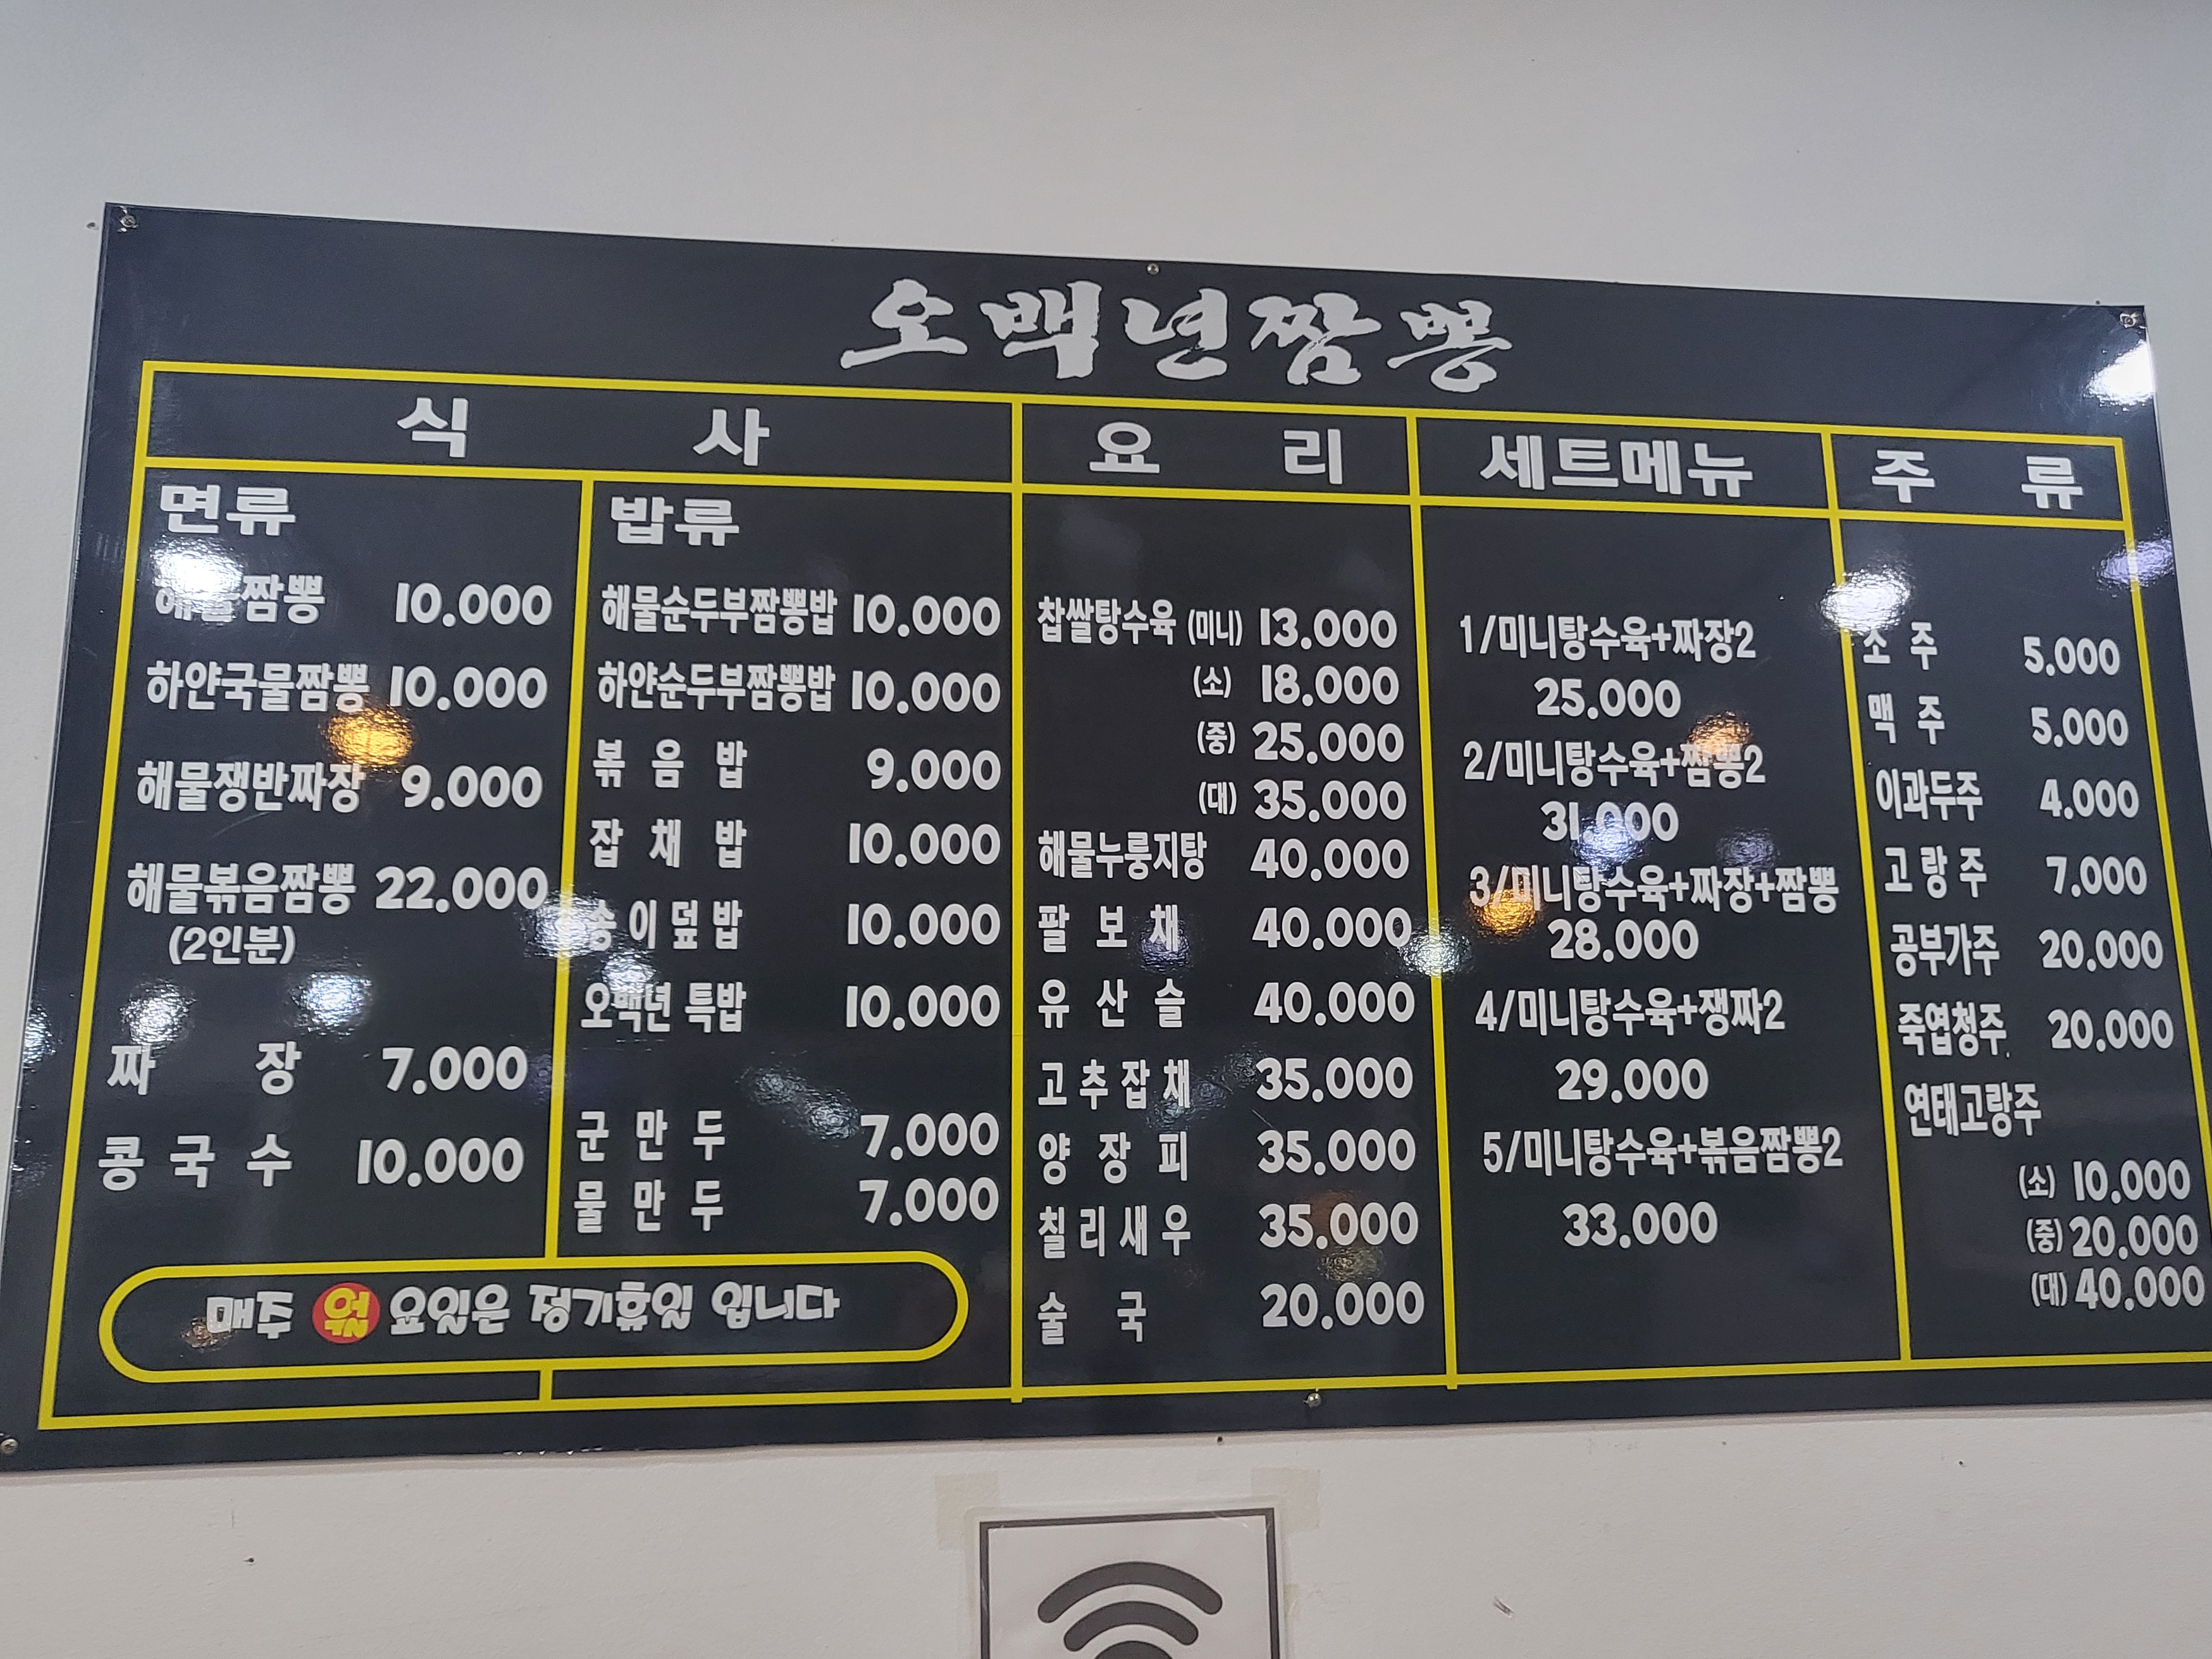 오백년짬뽕
식 사
면류
해물짬뽕 10.000
하얀국물짬뽕 10.000
해물쟁반짜장 9.000
해물볶음짬뽕 22.000
(2인분)
짜 장 7.000
콩 국 수 10.000
밥류
해물순두부짬뽕밥 10.000
하얀순두부짬뽕밥 10.000
볶 음 밥 9.000
잡 채 밥 10.000
송 이 덮 밥 10.000
오백년 특밥 10.000
군 만 두 7.000
물 만 두 7.000
매주 월 요일은 정기휴일 입니다
요 리
찹쌀탕수육 (미니) 13.000
(소) 18.000
(중) 25.000
(대) 35.000
해물누룽지탕 40.000
팔 보 채 40.000
유 산 슬 40.000
고 추 잡 채 35.000
양 장 피 35.000
칠 리 새 우 35.000
술 국 20.000
세트메뉴
1/미니탕수육+짜장2
25.000
2/미니탕수육+짬뽕2
31.000
3/미니탕수육+짜장+짬뽕
28.000
4/미니탕수육+쟁짜2
29.000
5/미니탕수육+볶음짬뽕2
33.000
주 류
소 주 5.000
맥 주 5.000
이과두주 4.000
고 량 주 7.000
공부가주 20.000
죽엽청주. 20.000
연태고량주
(소) 10.000
(중) 20.000
(대) 40.000